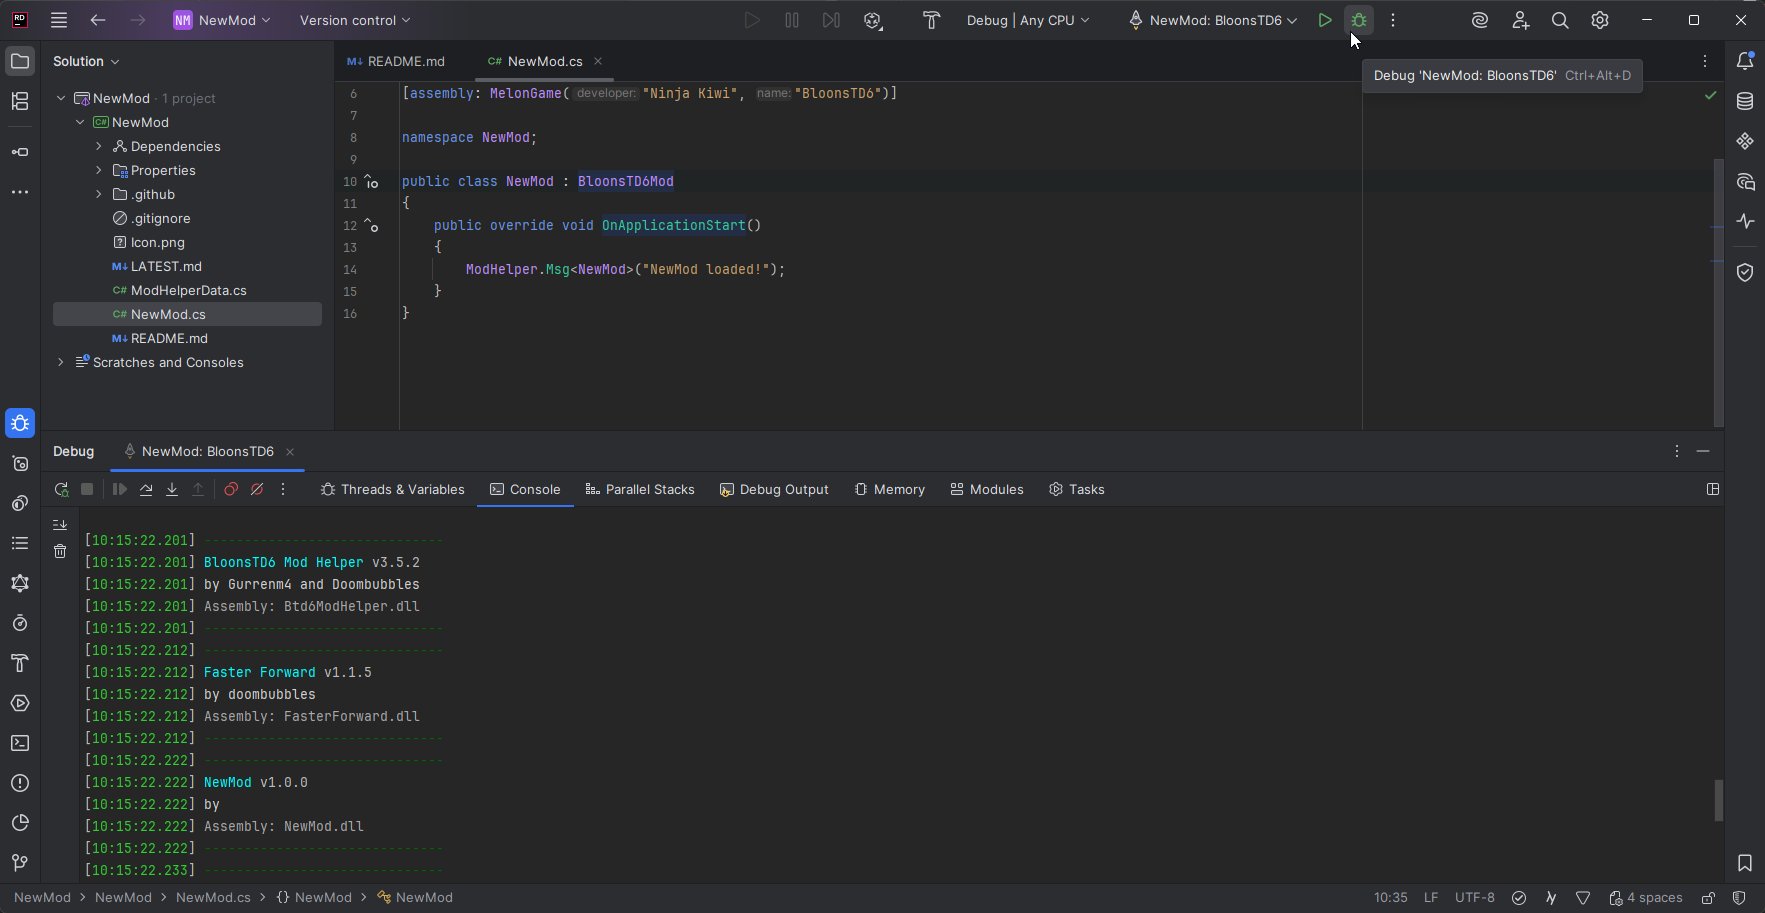 RD NM NewMod Version control Debug | Any CPU NewMod: BloonsTD6
Debug 'NewMod: BloonsTD6' Ctrl+Alt+D
Solution
NewMod · 1 project
C# NewMod
Dependencies
Properties
.github
.gitignore
Icon.png
M↓ LATEST.md
C# ModHelperData.cs
C# NewMod.cs
M↓ README.md
Scratches and Consoles
M↓ README.md C# NewMod.cs
6 [assembly: MelonGame( developer: "Ninja Kiwi", name: "BloonsTD6")]
7
8 namespace NewMod;
9
10 public class NewMod : BloonsTD6Mod
11 {
12 public override void OnApplicationStart()
13 {
14 ModHelper.Msg<NewMod>("NewMod loaded!");
15 }
16 }
Debug NewMod: BloonsTD6
Threads & Variables Console Parallel Stacks Debug Output Memory Modules Tasks
[10:15:22.201] ------------------------------
[10:15:22.201] BloonsTD6 Mod Helper v3.5.2
[10:15:22.201] by Gurrenm4 and Doombubbles
[10:15:22.201] Assembly: Btd6ModHelper.dll
[10:15:22.201] ------------------------------
[10:15:22.212] ------------------------------
[10:15:22.212] Faster Forward v1.1.5
[10:15:22.212] by doombubbles
[10:15:22.212] Assembly: FasterForward.dll
[10:15:22.212] ------------------------------
[10:15:22.222] ------------------------------
[10:15:22.222] NewMod v1.0.0
[10:15:22.222] by
[10:15:22.222] Assembly: NewMod.dll
[10:15:22.222] ------------------------------
[10:15:22.233] ------------------------------
NewMod > NewMod > NewMod.cs > {} NewMod > NewMod 10:35 LF UTF-8 4 spaces